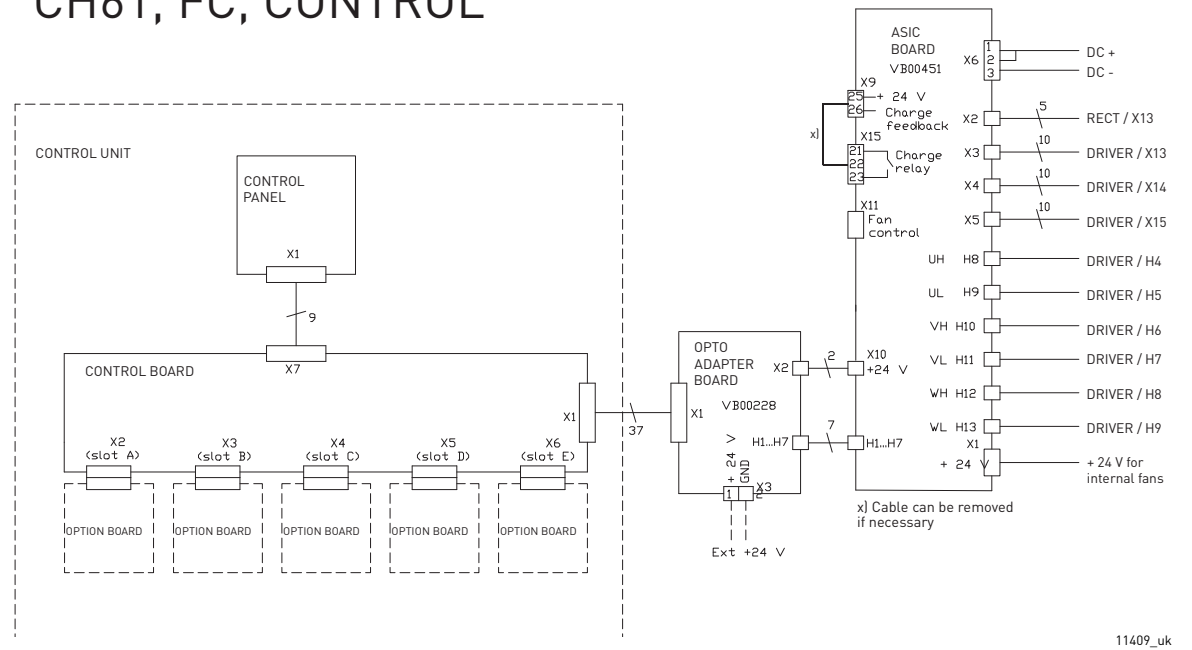 CH61, FC, CONTROL
CONTROL UNIT
CONTROL
PANEL
X1
9
X7
CONTROL BOARD
X1
37
X2
(slot A)
X3
(slot B)
X4
(slot C)
X5
(slot D)
X6
(slot E)
OPTION BOARD
OPTION BOARD
OPTION BOARD
OPTION BOARD
OPTION BOARD
OPTO
ADAPTER
BOARD
VB00228
X1
X2
2
H1...H7
7
+ 24 V
GND
1
2
X3
Ext +24 V
ASIC
BOARD
VB00451
X6
1
2
3
DC +
DC -
X9
25
+ 24 V
26
Charge
feedback
x)
X15
21
22
23
Charge
relay
X11
Fan
control
X10
+24 V
H1...H7
X2
5
RECT / X13
X3
10
DRIVER / X13
X4
10
DRIVER / X14
X5
10
DRIVER / X15
UH H8
DRIVER / H4
UL H9
DRIVER / H5
VH H10
DRIVER / H6
VL H11
DRIVER / H7
WH H12
DRIVER / H8
WL H13
DRIVER / H9
X1
+ 24 V
+ 24 V for
internal fans
x) Cable can be removed
if necessary
11409_uk